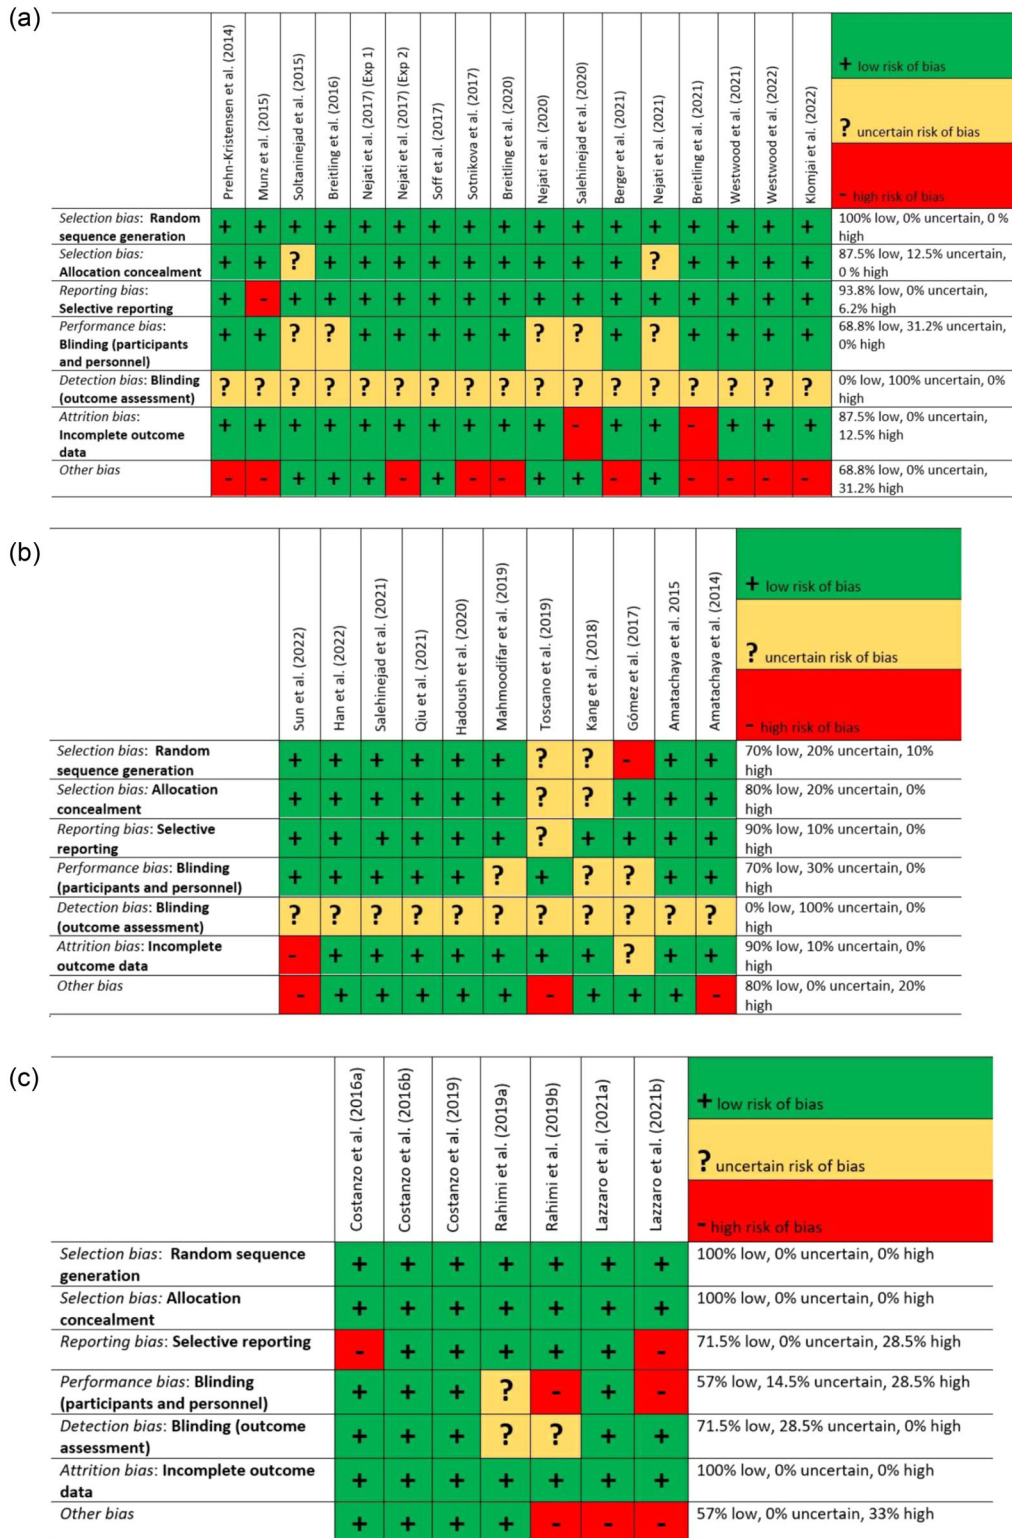 (a)
Prehn-Kristensen et al. (2014)
Munz et al. (2015)
Soltaninejad et al. (2015)
Breitling et al. (2016)
Nejati et al. (2017) (Exp 1)
Nejati et al. (2017) (Exp 2)
Soff et al. (2017)
Sotnikova et al. (2017)
Breitling et al. (2020)
Nejati et al. (2020)
Salehinejad et al. (2020)
Berger et al. (2021)
Nejati et al. (2021)
Breitling et al. (2021)
Westwood et al. (2021)
Westwood et al. (2022)
Klomjai et al. (2022)
+ low risk of bias
? uncertain risk of bias
- high risk of bias
Selection bias: Random
sequence generation
+ + + + + + + + + + + + + + + + +
100% low, 0% uncertain, 0 %
high
Selection bias:
Allocation concealment
+ + ? + + + + + + + + + ? + + + +
87.5% low, 12.5% uncertain,
0 % high
Reporting bias:
Selective reporting
+ - + + + + + + + + + + + + + + +
93.8% low, 0% uncertain,
6.2% high
Performance bias:
Blinding (participants
and personnel)
+ + ? ? + + + + + ? ? + ? + + + +
68.8% low, 31.2% uncertain,
0% high
Detection bias: Blinding
(outcome assessment)
? ? ? ? ? ? ? ? ? ? ? ? ? ? ? ? ?
0% low, 100% uncertain, 0%
high
Attrition bias:
Incomplete outcome
data
+ + + + + + + + + + - + + - + + +
87.5% low, 0% uncertain,
12.5% high
Other bias
- - + + + - + - - + + - + - - - -
68.8% low, 0% uncertain,
31.2% high
(b)
Sun et al. (2022)
Han et al. (2022)
Salehinejad et al. (2021)
Qiu et al. (2021)
Hadoush et al. (2020)
Mahmoodifar et al. (2019)
Toscano et al. (2019)
Kang et al. (2018)
Gómez et al. (2017)
Amatachaya et al. 2015
Amatachaya et al. (2014)
+ low risk of bias
? uncertain risk of bias
- high risk of bias
Selection bias: Random
sequence generation
+ + + + + + ? ? - + +
70% low, 20% uncertain, 10%
high
Selection bias: Allocation
concealment
+ + + + + + ? ? + + +
80% low, 20% uncertain, 0%
high
Reporting bias: Selective
reporting
+ + + + + + ? + + + +
90% low, 10% uncertain, 0%
high
Performance bias: Blinding
(participants and personnel)
+ + + + + ? + ? ? + +
70% low, 30% uncertain, 0%
high
Detection bias: Blinding
(outcome assessment)
? ? ? ? ? ? ? ? ? ? ?
0% low, 100% uncertain, 0%
high
Attrition bias: Incomplete
outcome data
- + + + + + + + ? + +
90% low, 10% uncertain, 0%
high
Other bias
- + + + + + - + + + -
80% low, 0% uncertain, 20%
high
(c)
Costanzo et al. (2016a)
Costanzo et al. (2016b)
Costanzo et al. (2019)
Rahimi et al. (2019a)
Rahimi et al. (2019b)
Lazzaro et al. (2021a)
Lazzaro et al. (2021b)
+ low risk of bias
? uncertain risk of bias
- high risk of bias
Selection bias: Random sequence
generation
+ + + + + + +
100% low, 0% uncertain, 0% high
Selection bias: Allocation
concealment
+ + + + + + +
100% low, 0% uncertain, 0% high
Reporting bias: Selective reporting
- + + + + + -
71.5% low, 0% uncertain, 28.5% high
Performance bias: Blinding
(participants and personnel)
+ + + ? - + -
57% low, 14.5% uncertain, 28.5% high
Detection bias: Blinding (outcome
assessment)
+ + + ? ? + +
71.5% low, 28.5% uncertain, 0% high
Attrition bias: Incomplete outcome
data
+ + + + + + +
100% low, 0% uncertain, 0% high
Other bias
+ + + + - - -
57% low, 0% uncertain, 33% high